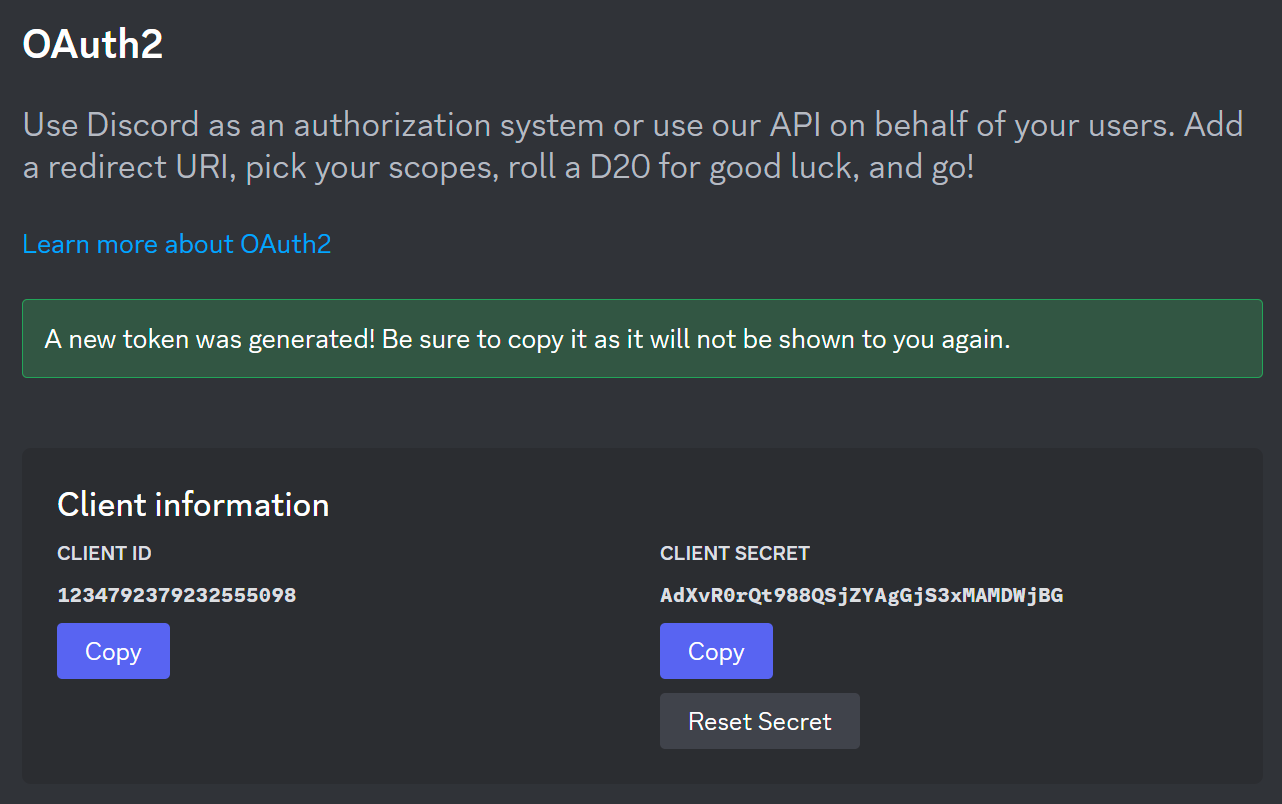 OAuth2
Use Discord as an authorization system or use our API on behalf of your users. Add
a redirect URI, pick your scopes, roll a D20 for good luck, and go!
Learn more about OAuth2
A new token was generated! Be sure to copy it as it will not be shown to you again.
Client information
CLIENT ID
1234792379232555098
Copy
CLIENT SECRET
AdXvR0rQt988QSjZYAgGjS3xMAMDWjBG
Copy
Reset Secret